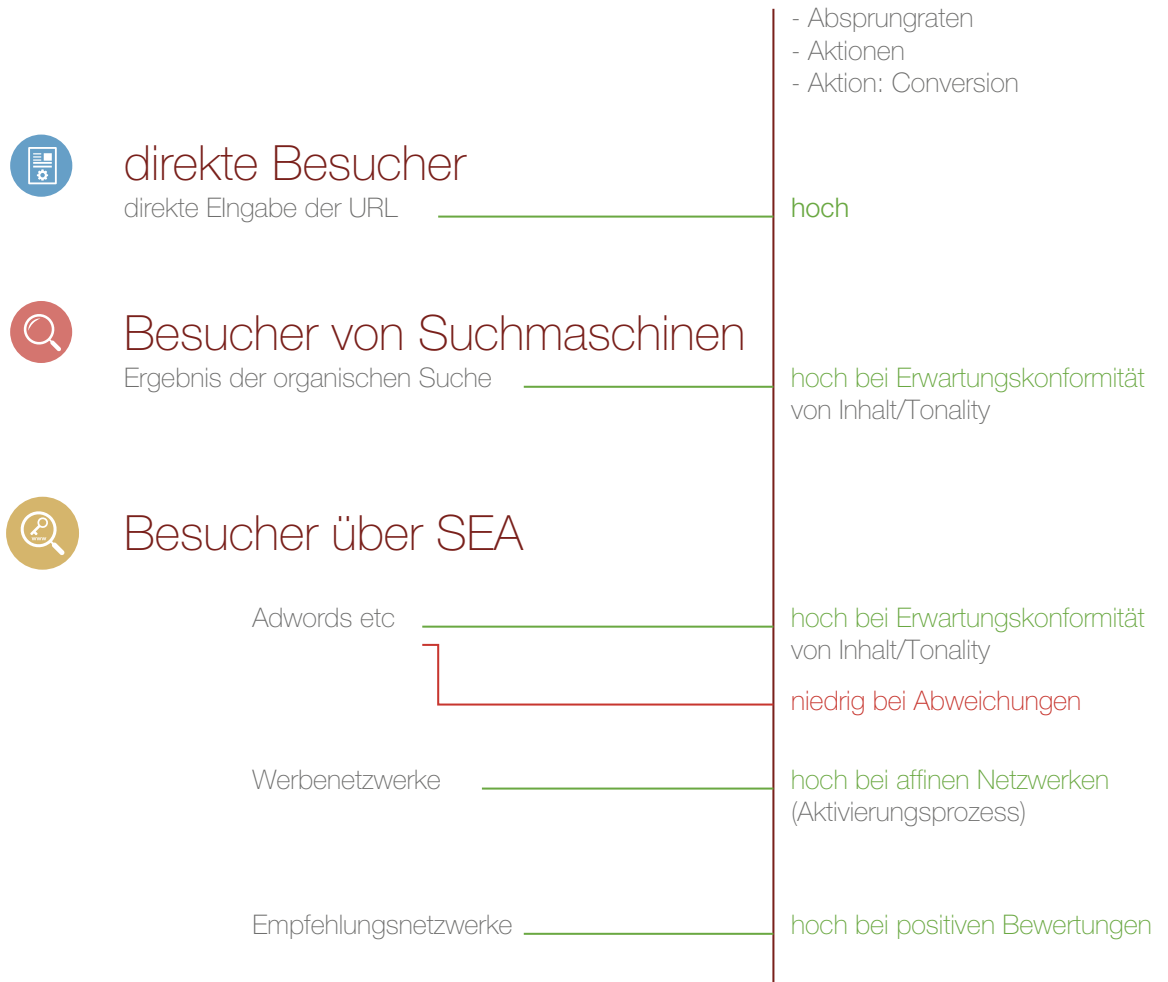 - Absprungraten
- Aktionen
- Aktion: Conversion
direkte Besucher
direkte EIngabe der URL
hoch
Besucher von Suchmaschinen
Ergebnis der organischen Suche
hoch bei Erwartungskonformität
von Inhalt/Tonality
Besucher über SEA
Adwords etc
hoch bei Erwartungskonformität
von Inhalt/Tonality
niedrig bei Abweichungen
Werbenetzwerke
hoch bei affinen Netzwerken
(Aktivierungsprozess)
Empfehlungsnetzwerke
hoch bei positiven Bewertungen